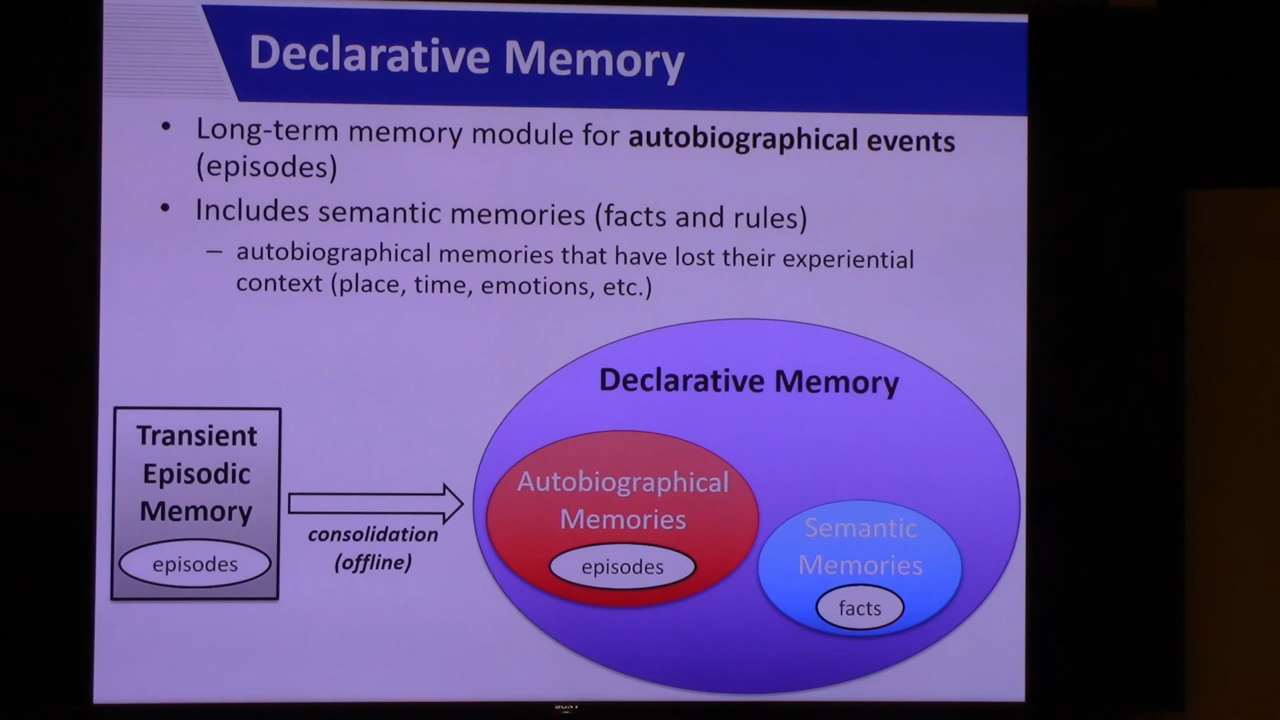 Declarative Memory
• Long-term memory module for autobiographical events
(episodes)
• Includes semantic memories (facts and rules)
– autobiographical memories that have lost their experiential
context (place, time, emotions, etc.)
Declarative Memory
Transient
Episodic
Memory
episodes
consolidation
(offline)
Autobiographical
Memories
episodes
Semantic
Memories
facts